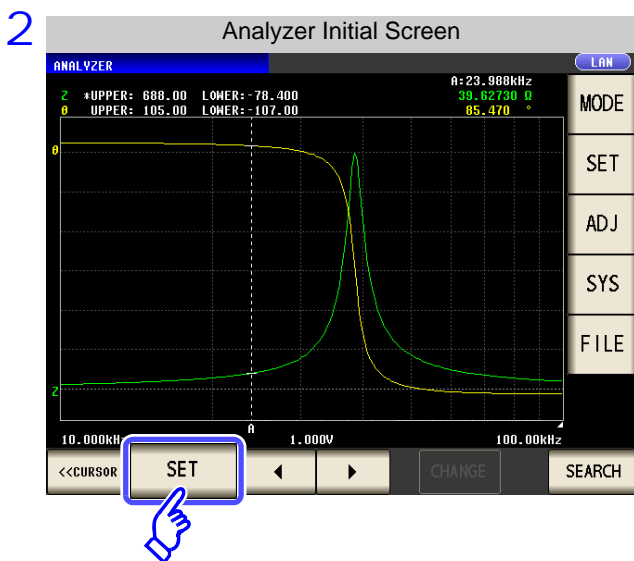 2
Analyzer Initial Screen
ANALYZER
LAN
A:23.988kHz
Z *UPPER: 688.00 LOWER:-78.400 39.62730 Ω
θ UPPER: 105.00 LOWER:-107.00 85.470 °
MODE
θ
SET
ADJ
SYS
FILE
Z
A
10.000kHz 1.000V 100.00kHz
<<CURSOR SET CHANGE SEARCH